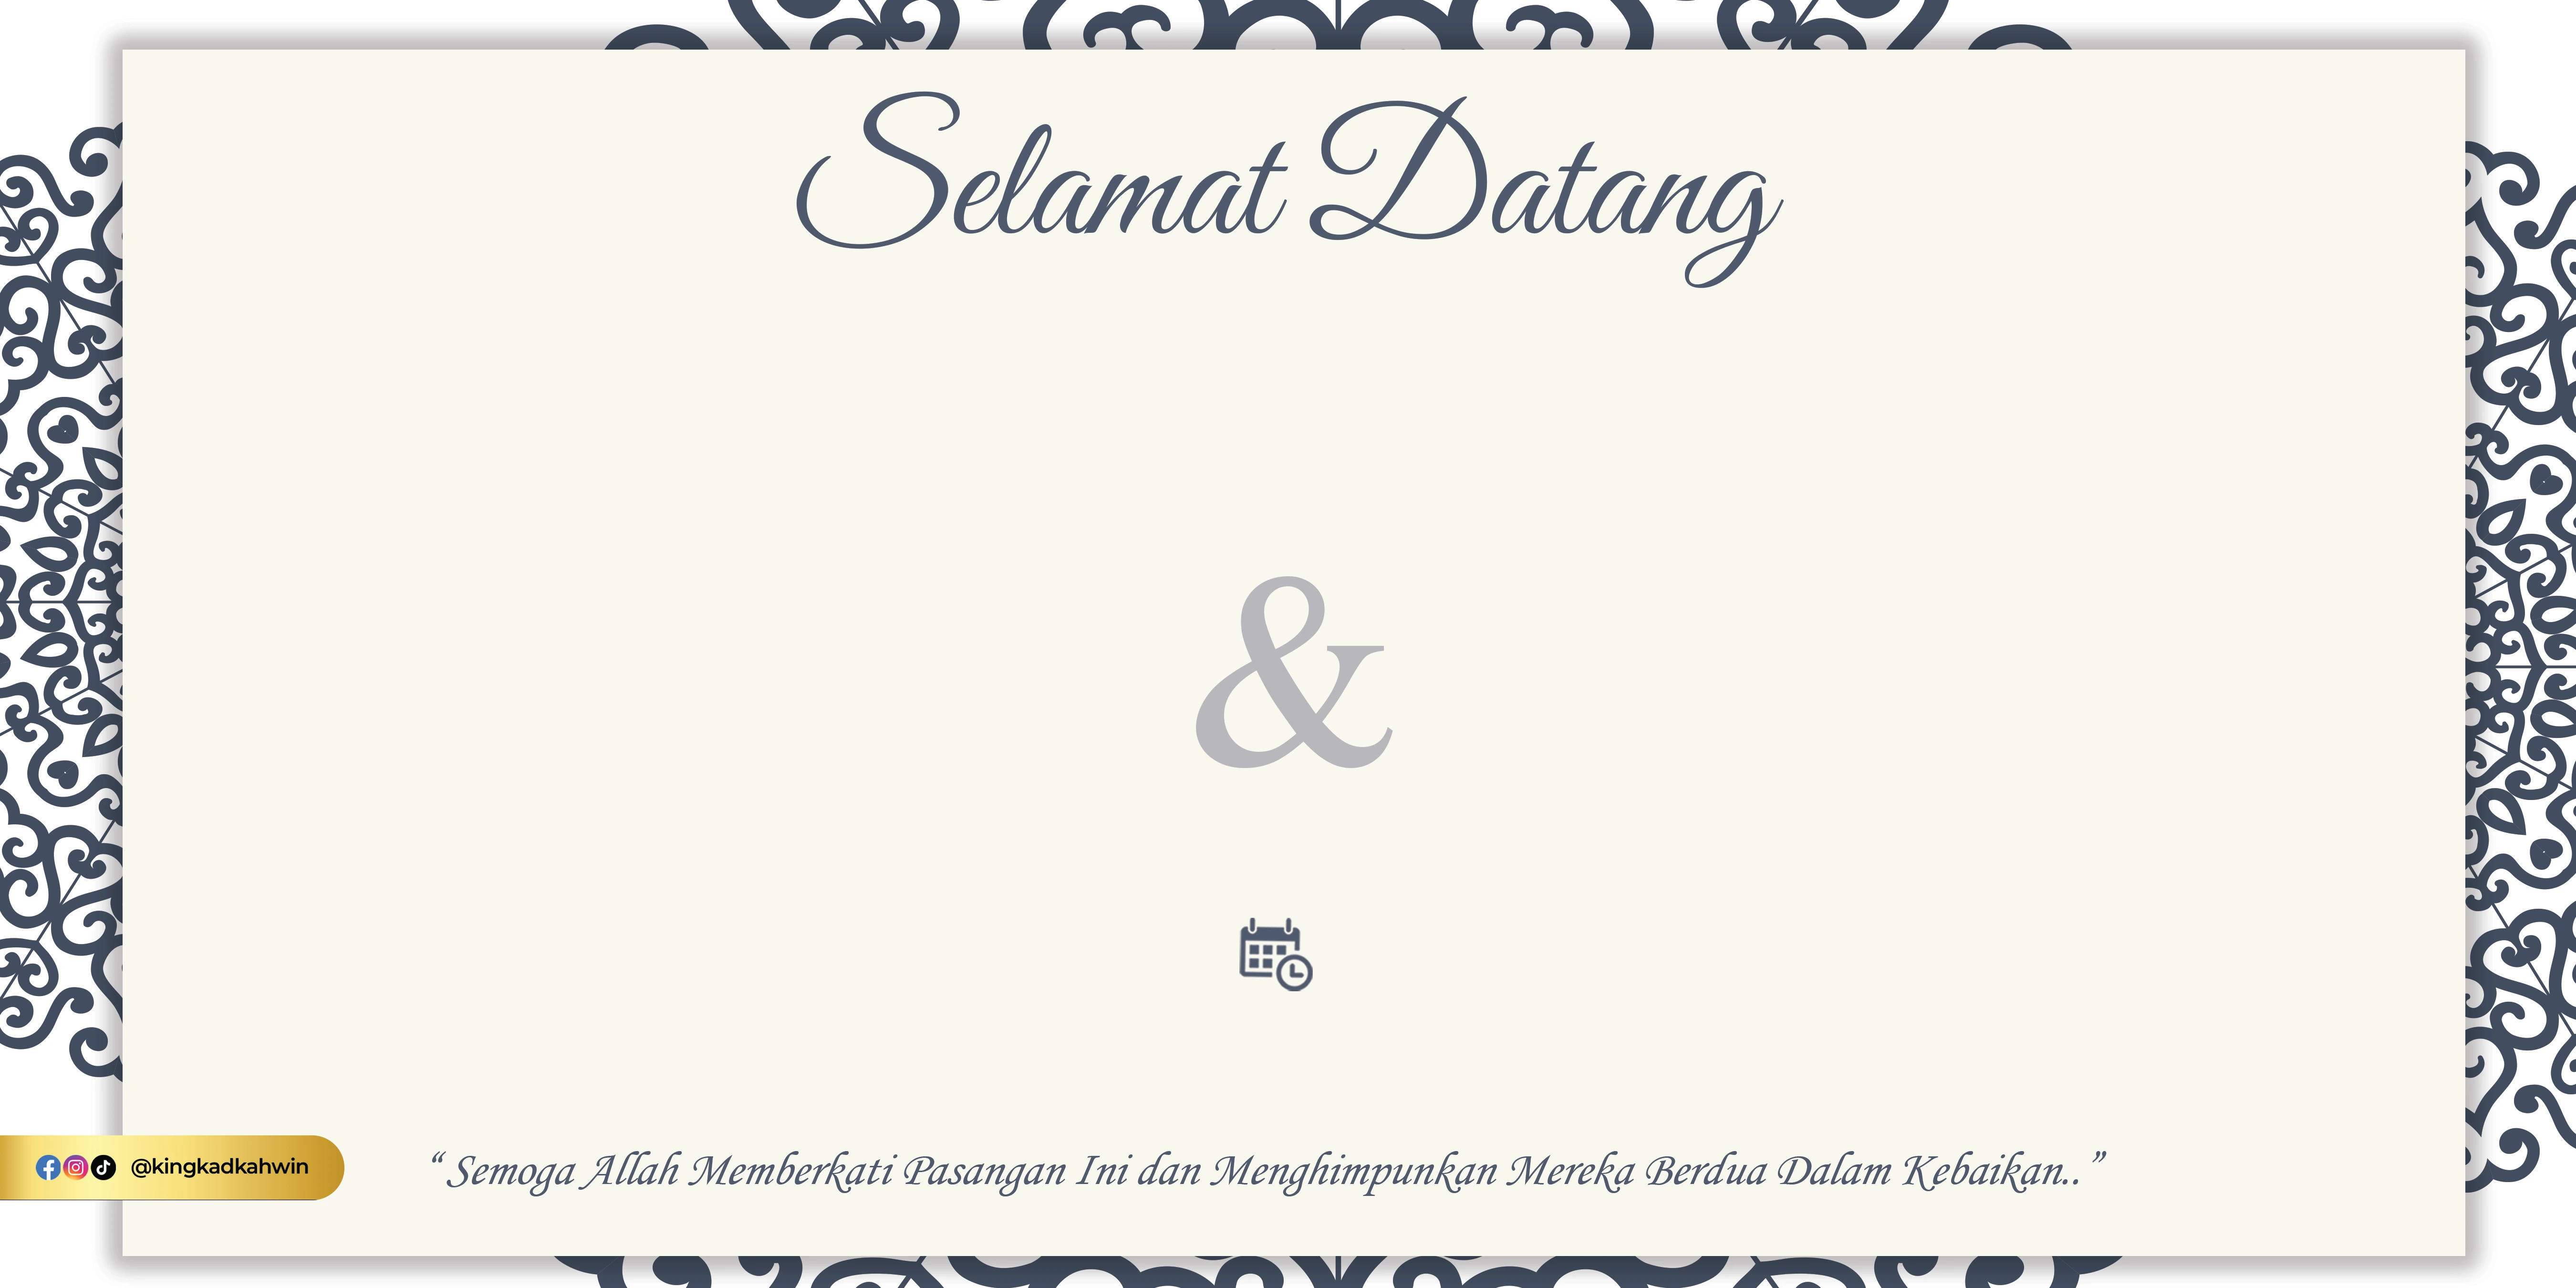 Selamat Datang
&
@kingkadkahwin
“ Semoga Allah Memberkati Pasangan Ini dan Menghimpunkan Mereka Berdua Dalam Kebaikan.. ”